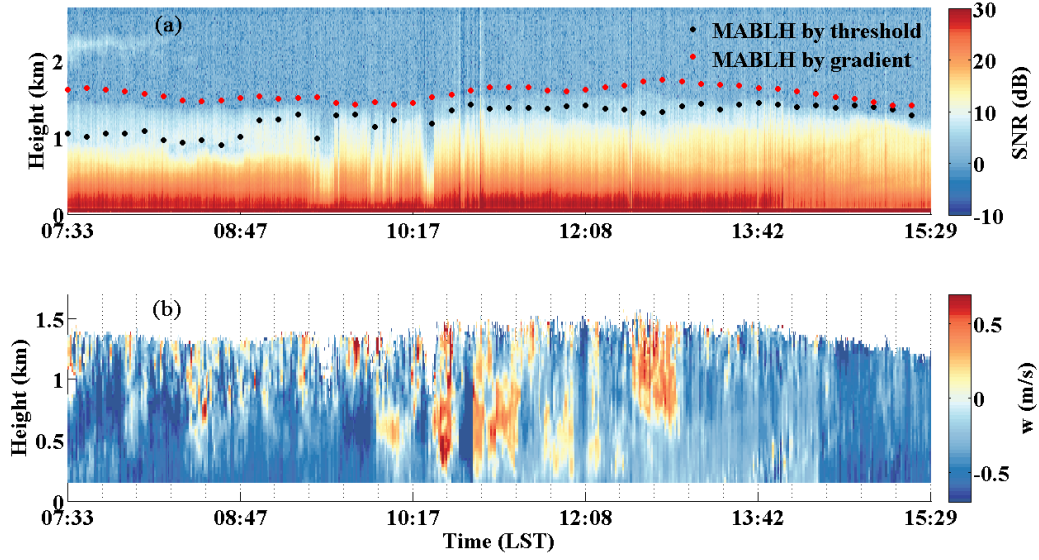 (a)
MABLH by threshold
MABLH by gradient
Height (km)
2
1
0
07:33 08:47 10:17 12:08 13:42 15:29
30
20
10
0
-10
SNR (dB)
(b)
Height (km)
1.5
1
0.5
0
07:33 08:47 10:17 12:08 13:42 15:29
Time (LST)
0.5
0
-0.5
w (m/s)